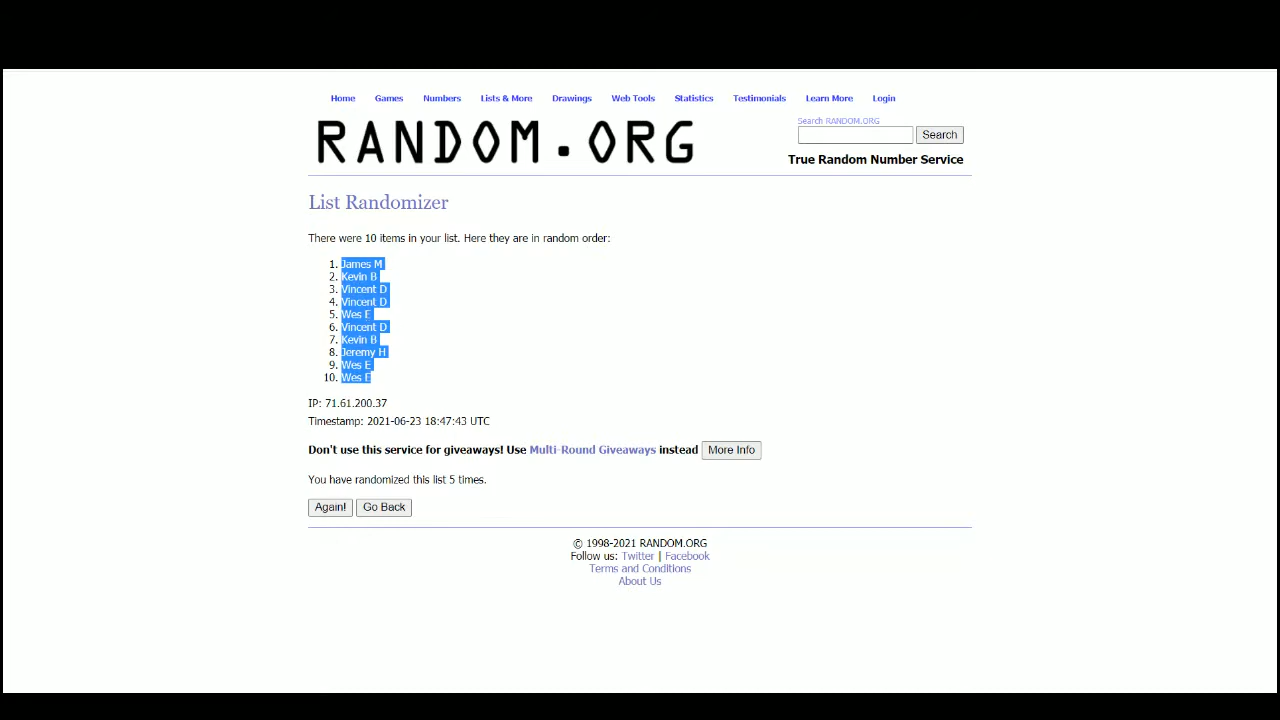 Home Games Numbers Lists & More Drawings Web Tools Statistics Testimonials Learn More Login
RANDOM.ORG
Search RANDOM.ORG
Search
True Random Number Service
List Randomizer
There were 10 items in your list. Here they are in random order:
1. James M
2. Kevin B
3. Vincent D
4. Vincent D
5. Wes E
6. Vincent D
7. Kevin B
8. Jeremy H
9. Wes E
10. Wes E
IP: 71.61.200.37
Timestamp: 2021-06-23 18:47:43 UTC
Don't use this service for giveaways! Use Multi-Round Giveaways instead More Info
You have randomized this list 5 times.
Again! Go Back
© 1998-2021 RANDOM.ORG
Follow us: Twitter | Facebook
Terms and Conditions
About Us